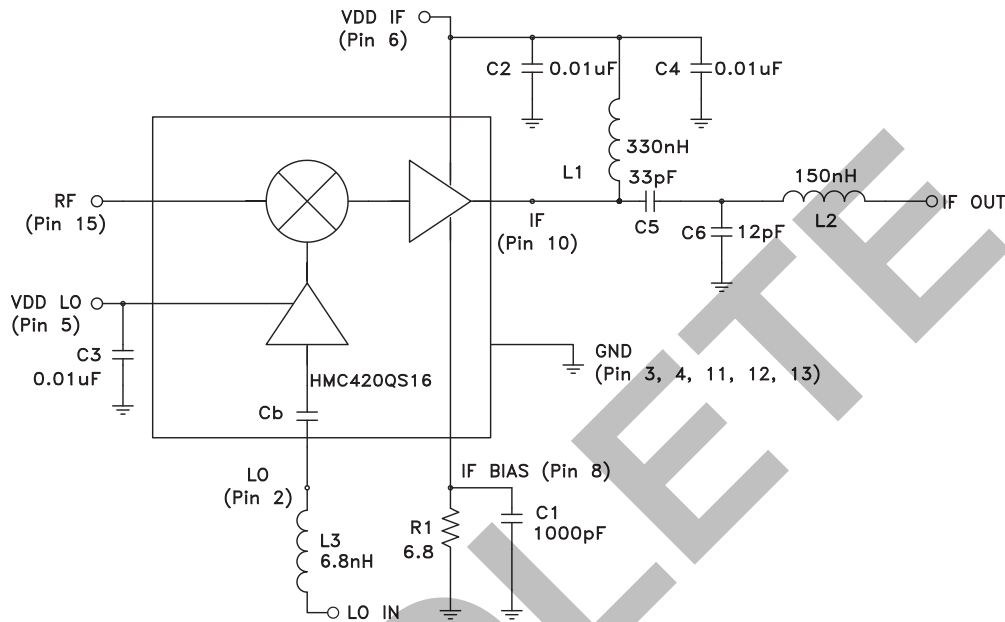 VDD IF
(Pin 6)
C2
0.01uF
C4
0.01uF
330nH
L1
33pF
C5
150nH
L2
IF OUT
C6
12pF
RF
(Pin 15)
IF
(Pin 10)
VDD LO
(Pin 5)
C3
0.01uF
HMC420QS16
GND
(Pin 3, 4, 11, 12, 13)
Cb
LO
(Pin 2)
IF BIAS (Pin 8)
L3
6.8nH
R1
6.8
C1
1000pF
LO IN
OLETE